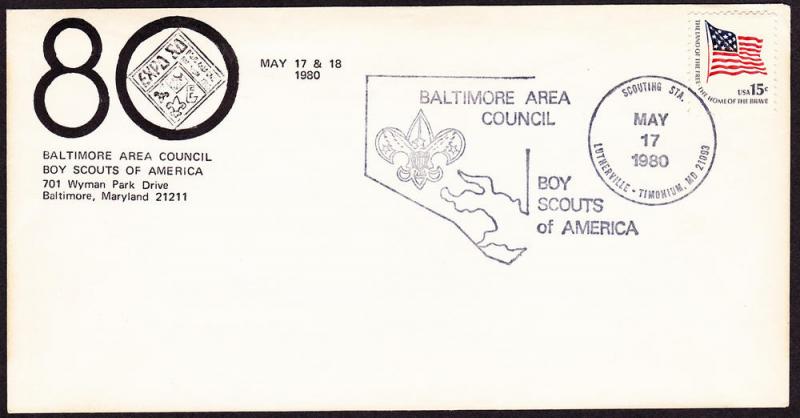 80
EXPO 80
BALTIMORE AREA COUNCIL
BOY SCOUTS OF AMERICA
701 Wyman Park Drive
Baltimore, Maryland 21211
MAY 17 & 18
1980
BALTIMORE AREA
COUNCIL
BOY
SCOUTS
of AMERICA
SCOUTING STA.
MAY
17
1980
LUTHERVILLE - TIMONIUM, MD 21093
THE LAND OF THE FREE
THE HOME OF THE BRAVE
USA 15c